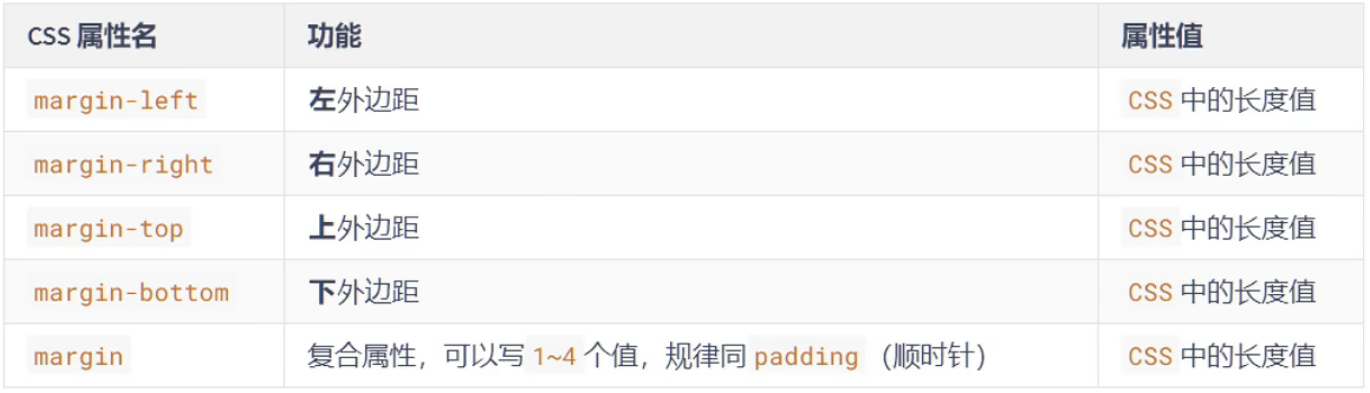 CSS 属性名 功能 属性值
margin-left 左外边距 CSS 中的长度值
margin-right 右外边距 CSS 中的长度值
margin-top 上外边距 CSS 中的长度值
margin-bottom 下外边距 CSS 中的长度值
margin 复合属性，可以写 1~4 个值，规律同 padding （顺时针） CSS 中的长度值